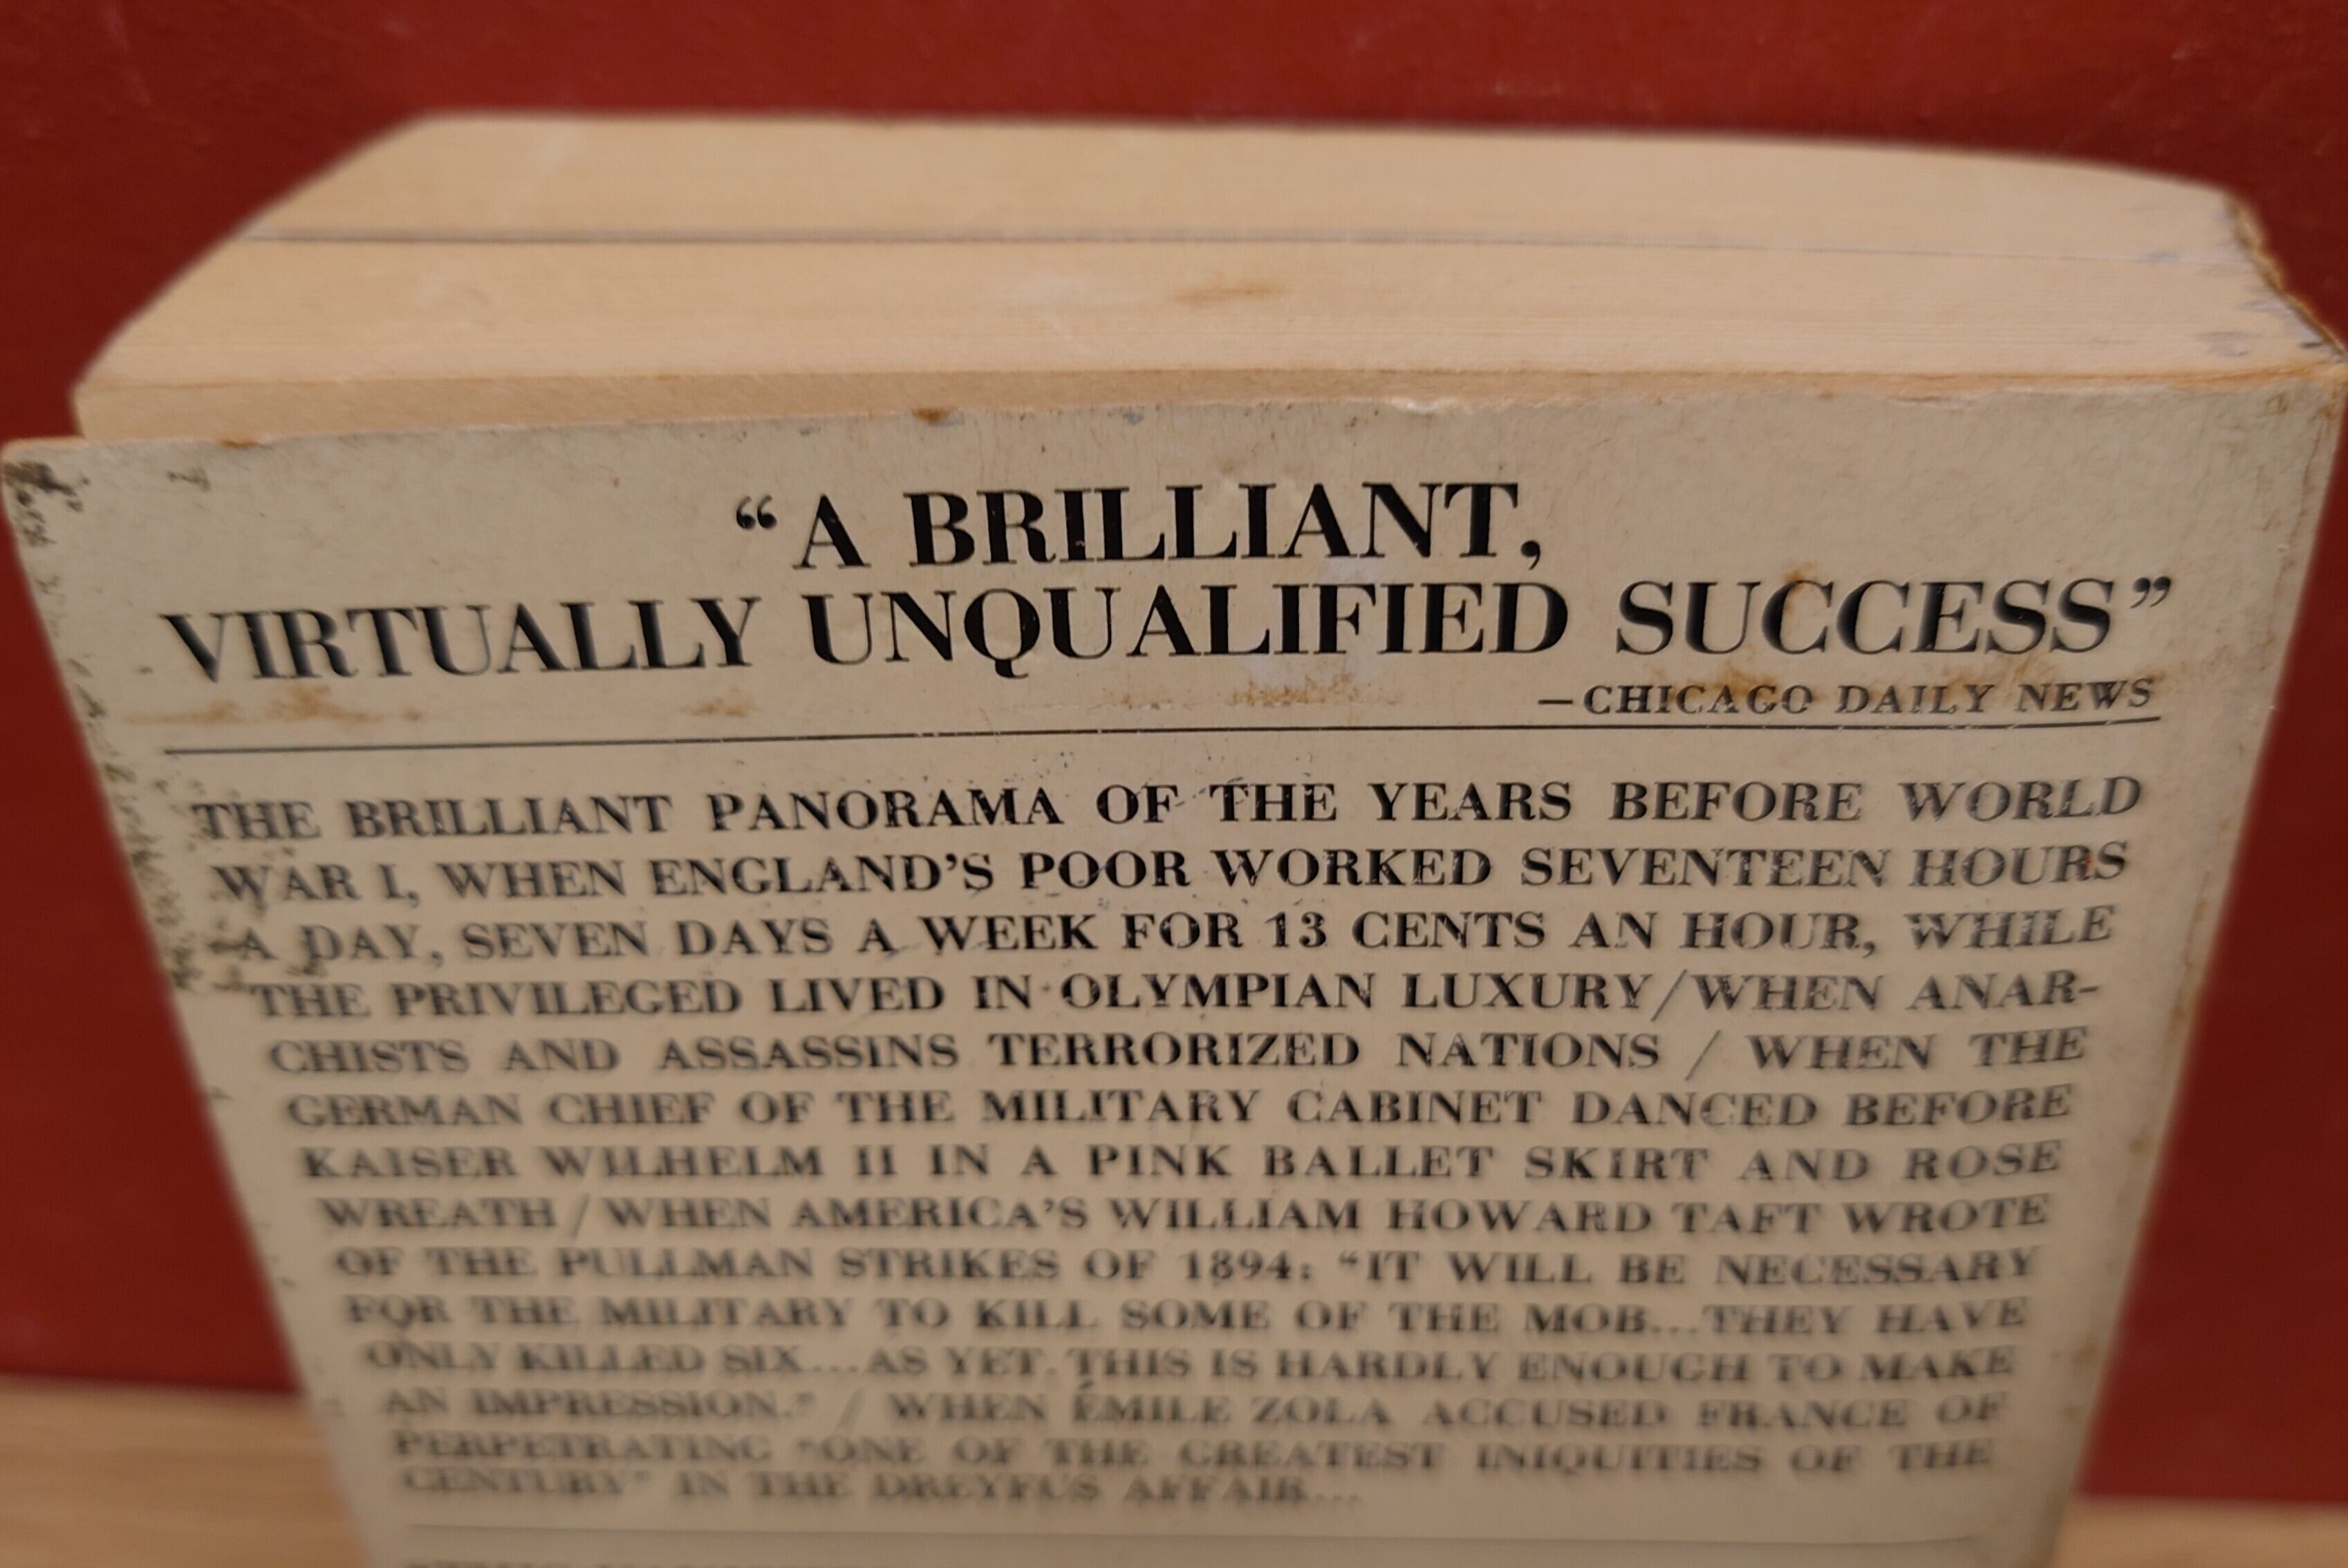 “A BRILLIANT,
VIRTUALLY UNQUALIFIED SUCCESS”
—CHICAGO DAILY NEWS
THE BRILLIANT PANORAMA OF THE YEARS BEFORE WORLD
WAR I, WHEN ENGLAND’S POOR WORKED SEVENTEEN HOURS
A DAY, SEVEN DAYS A WEEK FOR 13 CENTS AN HOUR, WHILE
THE PRIVILEGED LIVED IN OLYMPIAN LUXURY/WHEN ANAR-
CHISTS AND ASSASSINS TERRORIZED NATIONS / WHEN THE
GERMAN CHIEF OF THE MILITARY CABINET DANCED BEFORE
KAISER WILHELM II IN A PINK BALLET SKIRT AND ROSE
WREATH/WHEN AMERICA’S WILLIAM HOWARD TAFT WROTE
OF THE PULLMAN STRIKES OF 1894: “IT WILL BE NECESSARY
FOR THE MILITARY TO KILL SOME OF THE MOB...THEY HAVE
ONLY KILLED SIX...AS YET. THIS IS HARDLY ENOUGH TO MAKE
AN IMPRESSION.” / WHEN ÉMILE ZOLA ACCUSED FRANCE OF
PERPETRATING “ONE OF THE GREATEST INIQUITIES OF THE
CENTURY” IN THE DREYFUS AFFAIR...